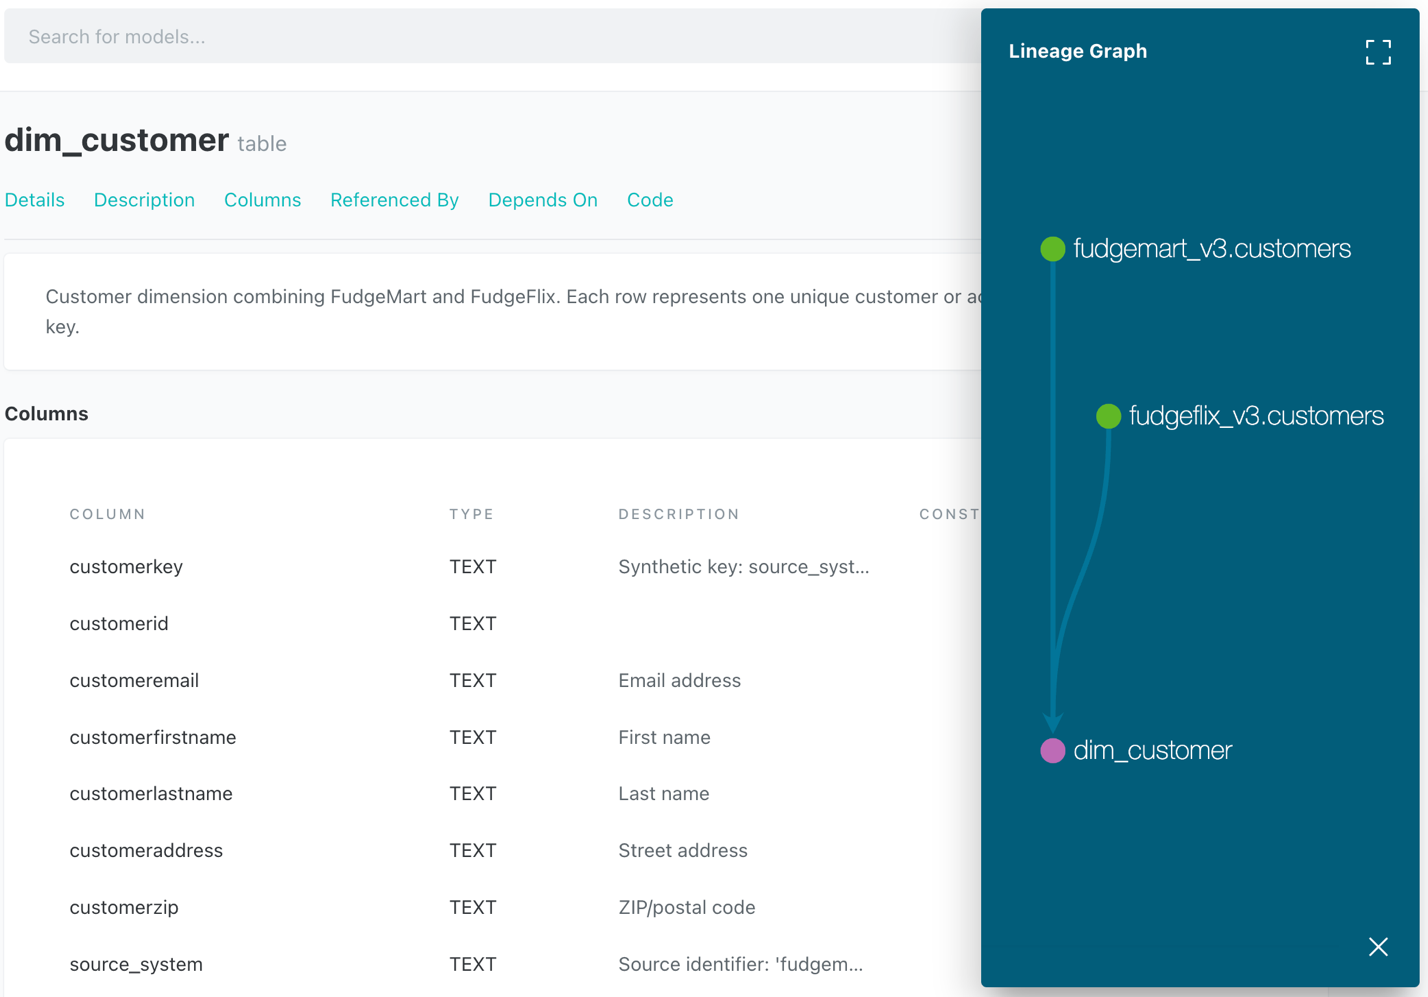 Search for models...
dim_customer table
Details Description Columns Referenced By Depends On Code
Customer dimension combining FudgeMart and FudgeFlix. Each row represents one unique customer or
key.
Columns
COLUMN TYPE DESCRIPTION CONST
customerkey TEXT Synthetic key: source_syst...
customerid TEXT
customeremail TEXT Email address
customerfirstname TEXT First name
customerlastname TEXT Last name
customeraddress TEXT Street address
customerzip TEXT ZIP/postal code
source_system TEXT Source identifier: 'fudgem...
Lineage Graph
fudgemart_v3.customers
fudgeflix_v3.customers
dim_customer